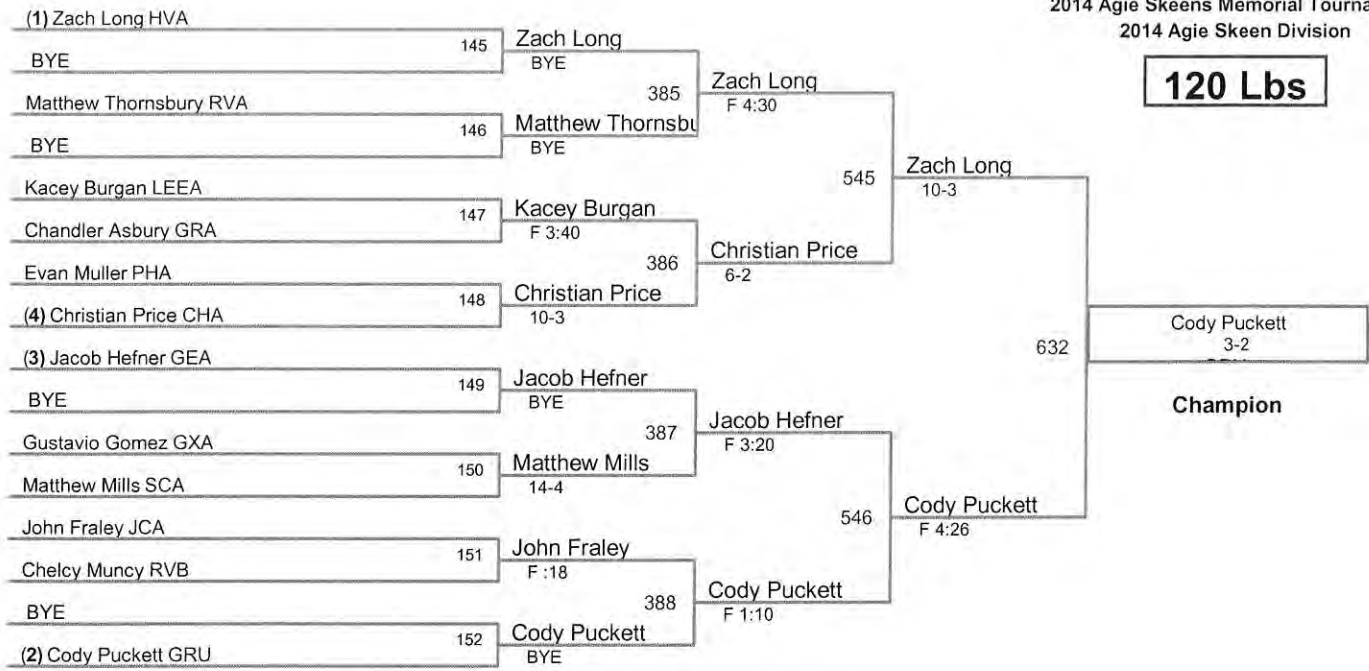 2014 Agie Skeens Memorial
2014 Agie Skeen Division
120 Lbs
(1) Zach Long HVA
BYE
Matthew Thornsbury RVA
BYE
Kacey Burgan LEEA
Chandler Asbury GRA
Evan Muller PHA
(4) Christian Price CHA
(3) Jacob Hefner GEA
BYE
Gustavio Gomez GXA
Matthew Mills SCA
John Fraley JCA
Chelcy Muncy RVB
BYE
(2) Cody Puckett GRU
145
Zach Long
BYE
146
Matthew
BYE
147
Kacey Burgan
F 3:40
148
Christian Price
10-3
149
Jacob Hefner
BYE
150
Matthew Mills
14-4
151
John Fraley
F :18
152
Cody Puckett
BYE
385
Zach Long
F 4:30
386
Christian Price
6-2
387
Jacob Hefner
F 3:20
388
Cody Puckett
F 1:10
545
Zach Long
10-3
546
Cody Puckett
F 4:26
632
Cody Puckett
3-2
Champion